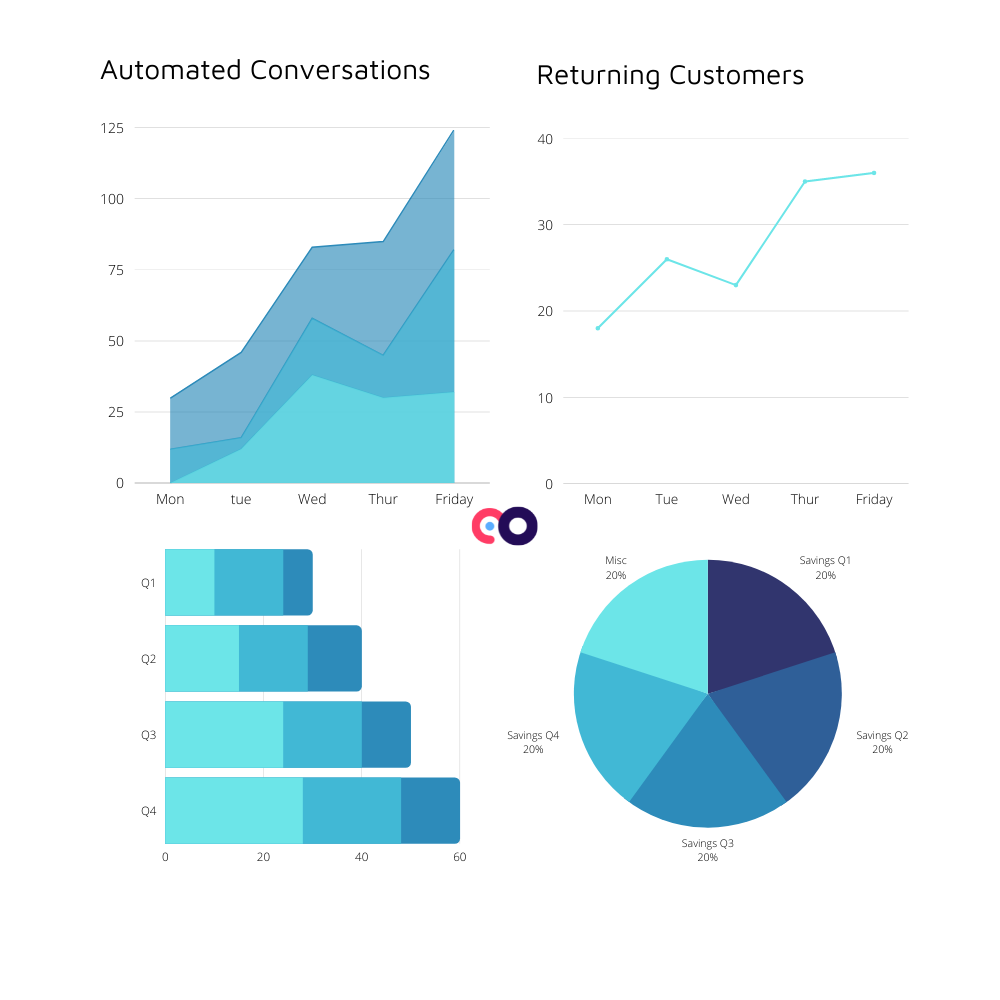 Automated Conversations
125
100
75
50
25
0
Mon tue Wed Thur Friday
Returning Customers
40
30
20
10
0
Mon Tue Wed Thur Friday
Q1
Q2
Q3
Q4
0 20 40 60
Misc
20%
Savings Q1
20%
Savings Q4
20%
Savings Q2
20%
Savings Q3
20%